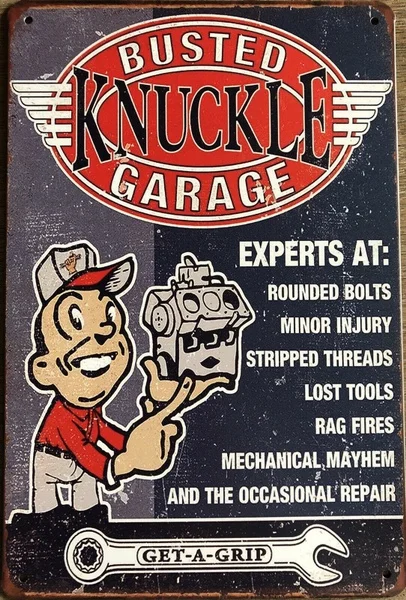 BUSTED
KNUCKLE
GARAGE
EXPERTS AT:
ROUNDED BOLTS
MINOR INJURY
STRIPPED THREADS
LOST TOOLS
RAG FIRES
MECHANICAL MAYHEM
AND THE OCCASIONAL REPAIR
GET-A-GRIP